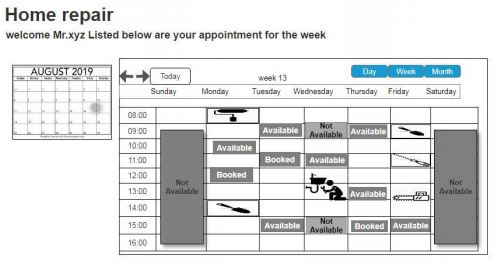 Home repair
welcome Mr.xyz Listed below are your appointment for the week
AUGUST 2019
Today
week 13
Day
Week
Month
Sunday Monday Tuesday Wednesday Thursday Friday Saturday
08:00
09:00 Available Not Available Available
10:00 Available
11:00 Booked Available
12:00 Booked
Not Available
Not Available
13:00 Available
14:00
15:00 Available Not Available Booked Available
16:00